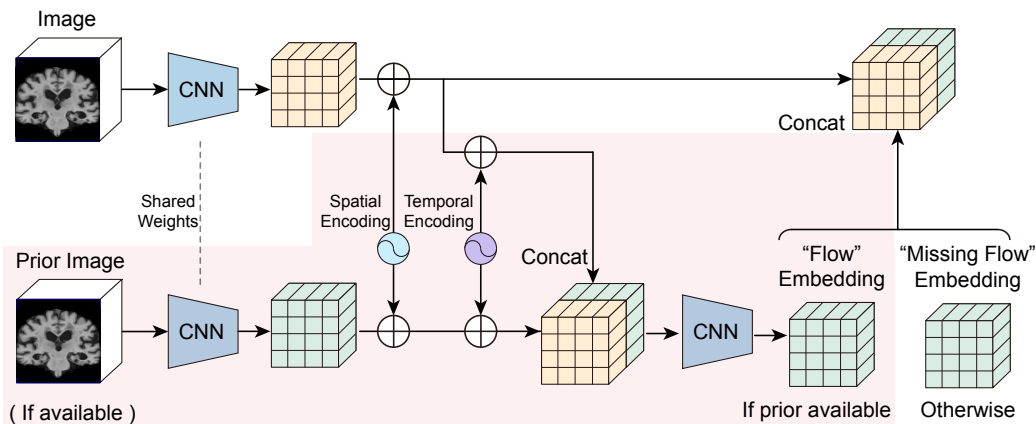 Image
CNN
Concat
Shared
Weights
Spatial
Encoding
Temporal
Encoding
Prior Image
CNN
( If available )
Concat
CNN
“Flow”
Embedding
“Missing Flow”
Embedding
If prior available
Otherwise